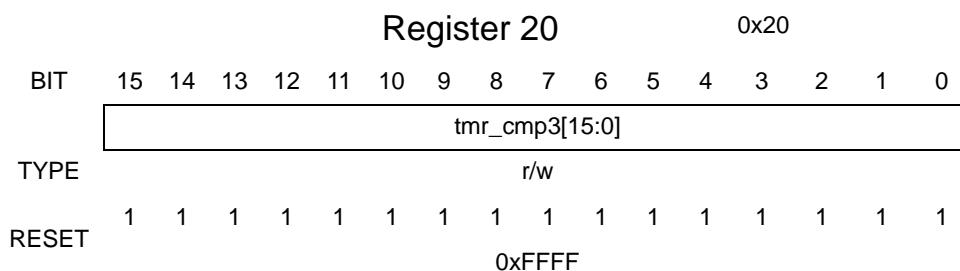 Register 20 0x20
BIT 15 14 13 12 11 10 9 8 7 6 5 4 3 2 1 0
tmr_cmp3[15:0]
TYPE r/w
RESET 1 1 1 1 1 1 1 1 1 1 1 1 1 1 1 1
0xFFFF